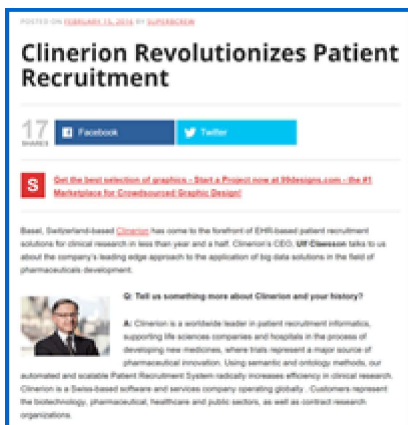 POSTED ON FEBRUARY 15, 2016 BY SUPERBCREW
Clinerion Revolutionizes Patient
Recruitment
17
SHARES
Facebook
Twitter
S
Get the best selection of graphics - Start a Project now at 99designs.com - the #1
Marketplace for Crowdsourced Graphic Design!
Basel, Switzerland-based Clinerion has come to the forefront of EHR-based patient recruitment
solutions for clinical research in less than year and a half. Clinerion's CEO, Ulf Claesson talks to us
about the company's leading edge approach to the application of big data solutions in the field of
pharmaceuticals development.
Q: Tell us something more about Clinerion and your history?
A: Clinerion is a worldwide leader in patient recruitment informatics,
supporting life sciences companies and hospitals in the process of
developing new medicines, where trials represent a major source of
pharmaceutical innovation. Using semantic and ontology methods, our
automated and scalable Patient Recruitment System radically increases efficiency in clinical research.
Clinerion is a Swiss-based software and services company operating globally . Customers represent
the biotechnology, pharmaceutical, healthcare and public sectors, as well as contract research
organizations.